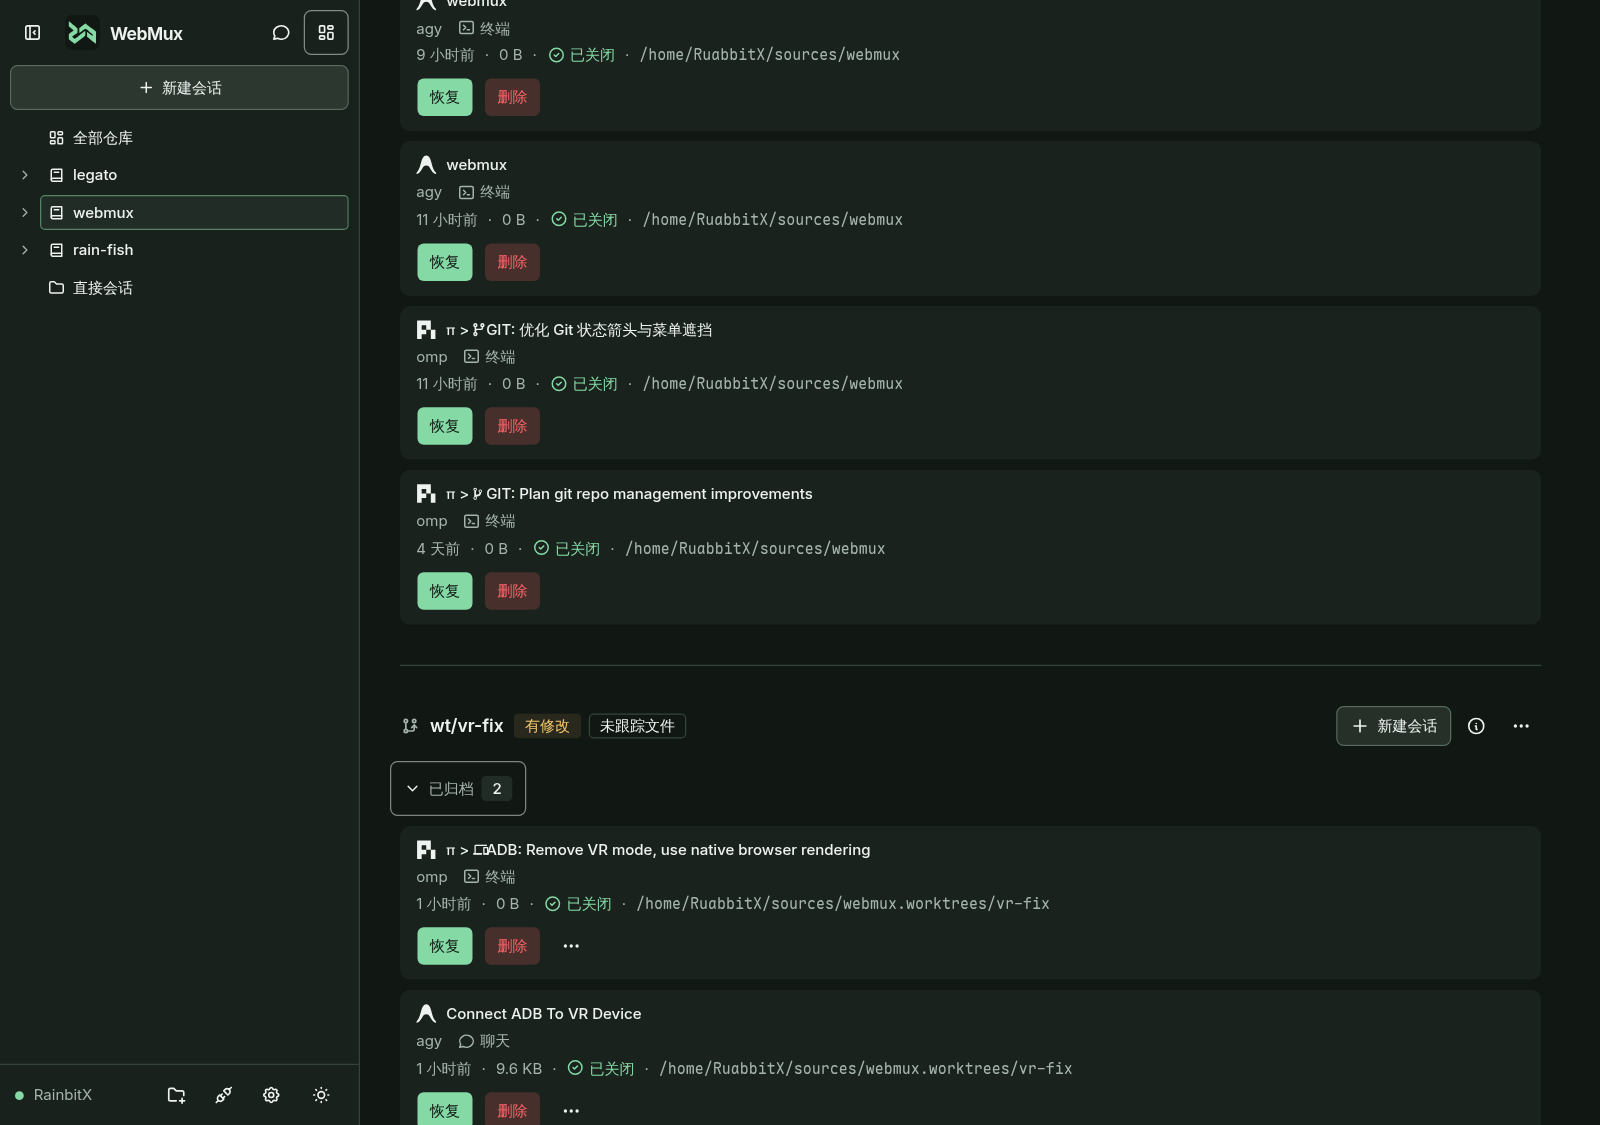 WebMux
新建会话
全部仓库
legato
webmux
rain-fish
直接会话
RainbitX
webmux
agy 终端
9 小时前 · 0 B · 已关闭 · /home/RuabbitX/sources/webmux
恢复 删除
webmux
agy 终端
11 小时前 · 0 B · 已关闭 · /home/RuabbitX/sources/webmux
恢复 删除
π > GIT: 优化 Git 状态箭头与菜单遮挡
omp 终端
11 小时前 · 0 B · 已关闭 · /home/RuabbitX/sources/webmux
恢复 删除
π > GIT: Plan git repo management improvements
omp 终端
4 天前 · 0 B · 已关闭 · /home/RuabbitX/sources/webmux
恢复 删除
wt/vr-fix 有修改 未跟踪文件 新建会话
已归档 2
π > ADB: Remove VR mode, use native browser rendering
omp 终端
1 小时前 · 0 B · 已关闭 · /home/RuabbitX/sources/webmux.worktrees/vr-fix
恢复 删除
Connect ADB To VR Device
agy 聊天
1 小时前 · 9.6 KB · 已关闭 · /home/RuabbitX/sources/webmux.worktrees/vr-fix
恢复 删除